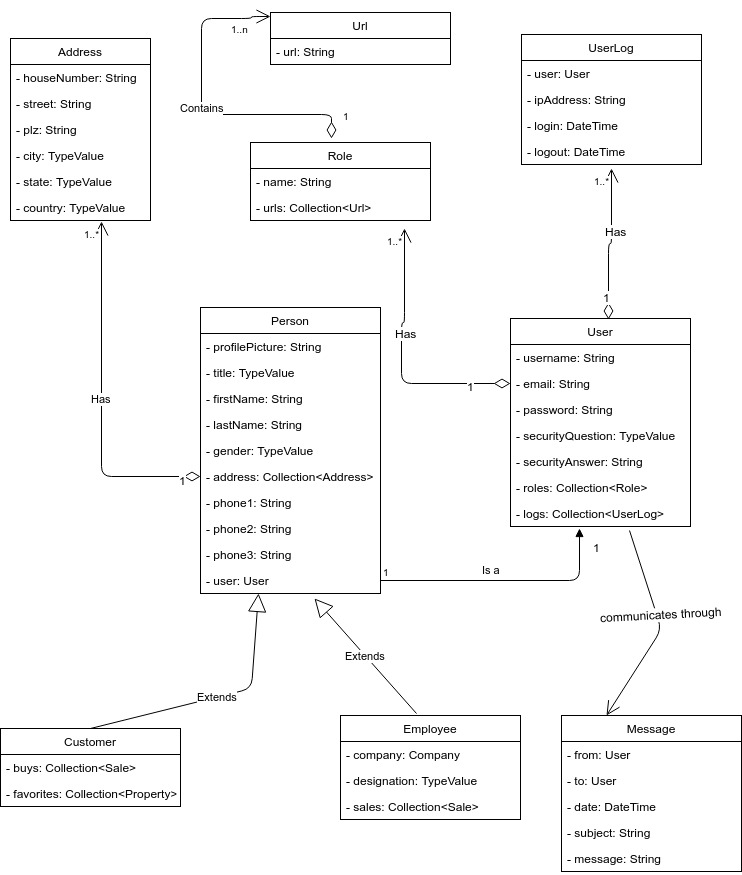 Url
- url: String
1..n
Contains
1
Address
- houseNumber: String
- street: String
- plz: String
- city: TypeValue
- state: TypeValue
- country: TypeValue
1..*
UserLog
- user: User
- ipAddress: String
- login: DateTime
- logout: DateTime
1..*
Has
1
Role
- name: String
- urls: Collection<Url>
1..*
Has
1
Person
- profilePicture: String
- title: TypeValue
- firstName: String
- lastName: String
- gender: TypeValue
- address: Collection<Address>
- phone1: String
- phone2: String
- phone3: String
- user: User
Has
1
User
- username: String
- email: String
- password: String
- securityQuestion: TypeValue
- securityAnswer: String
- roles: Collection<Role>
- logs: Collection<UserLog>
1
Is a
1
communicates through
Extends
Extends
Customer
- buys: Collection<Sale>
- favorites: Collection<Property>
Employee
- company: Company
- designation: TypeValue
- sales: Collection<Sale>
Message
- from: User
- to: User
- date: DateTime
- subject: String
- message: String